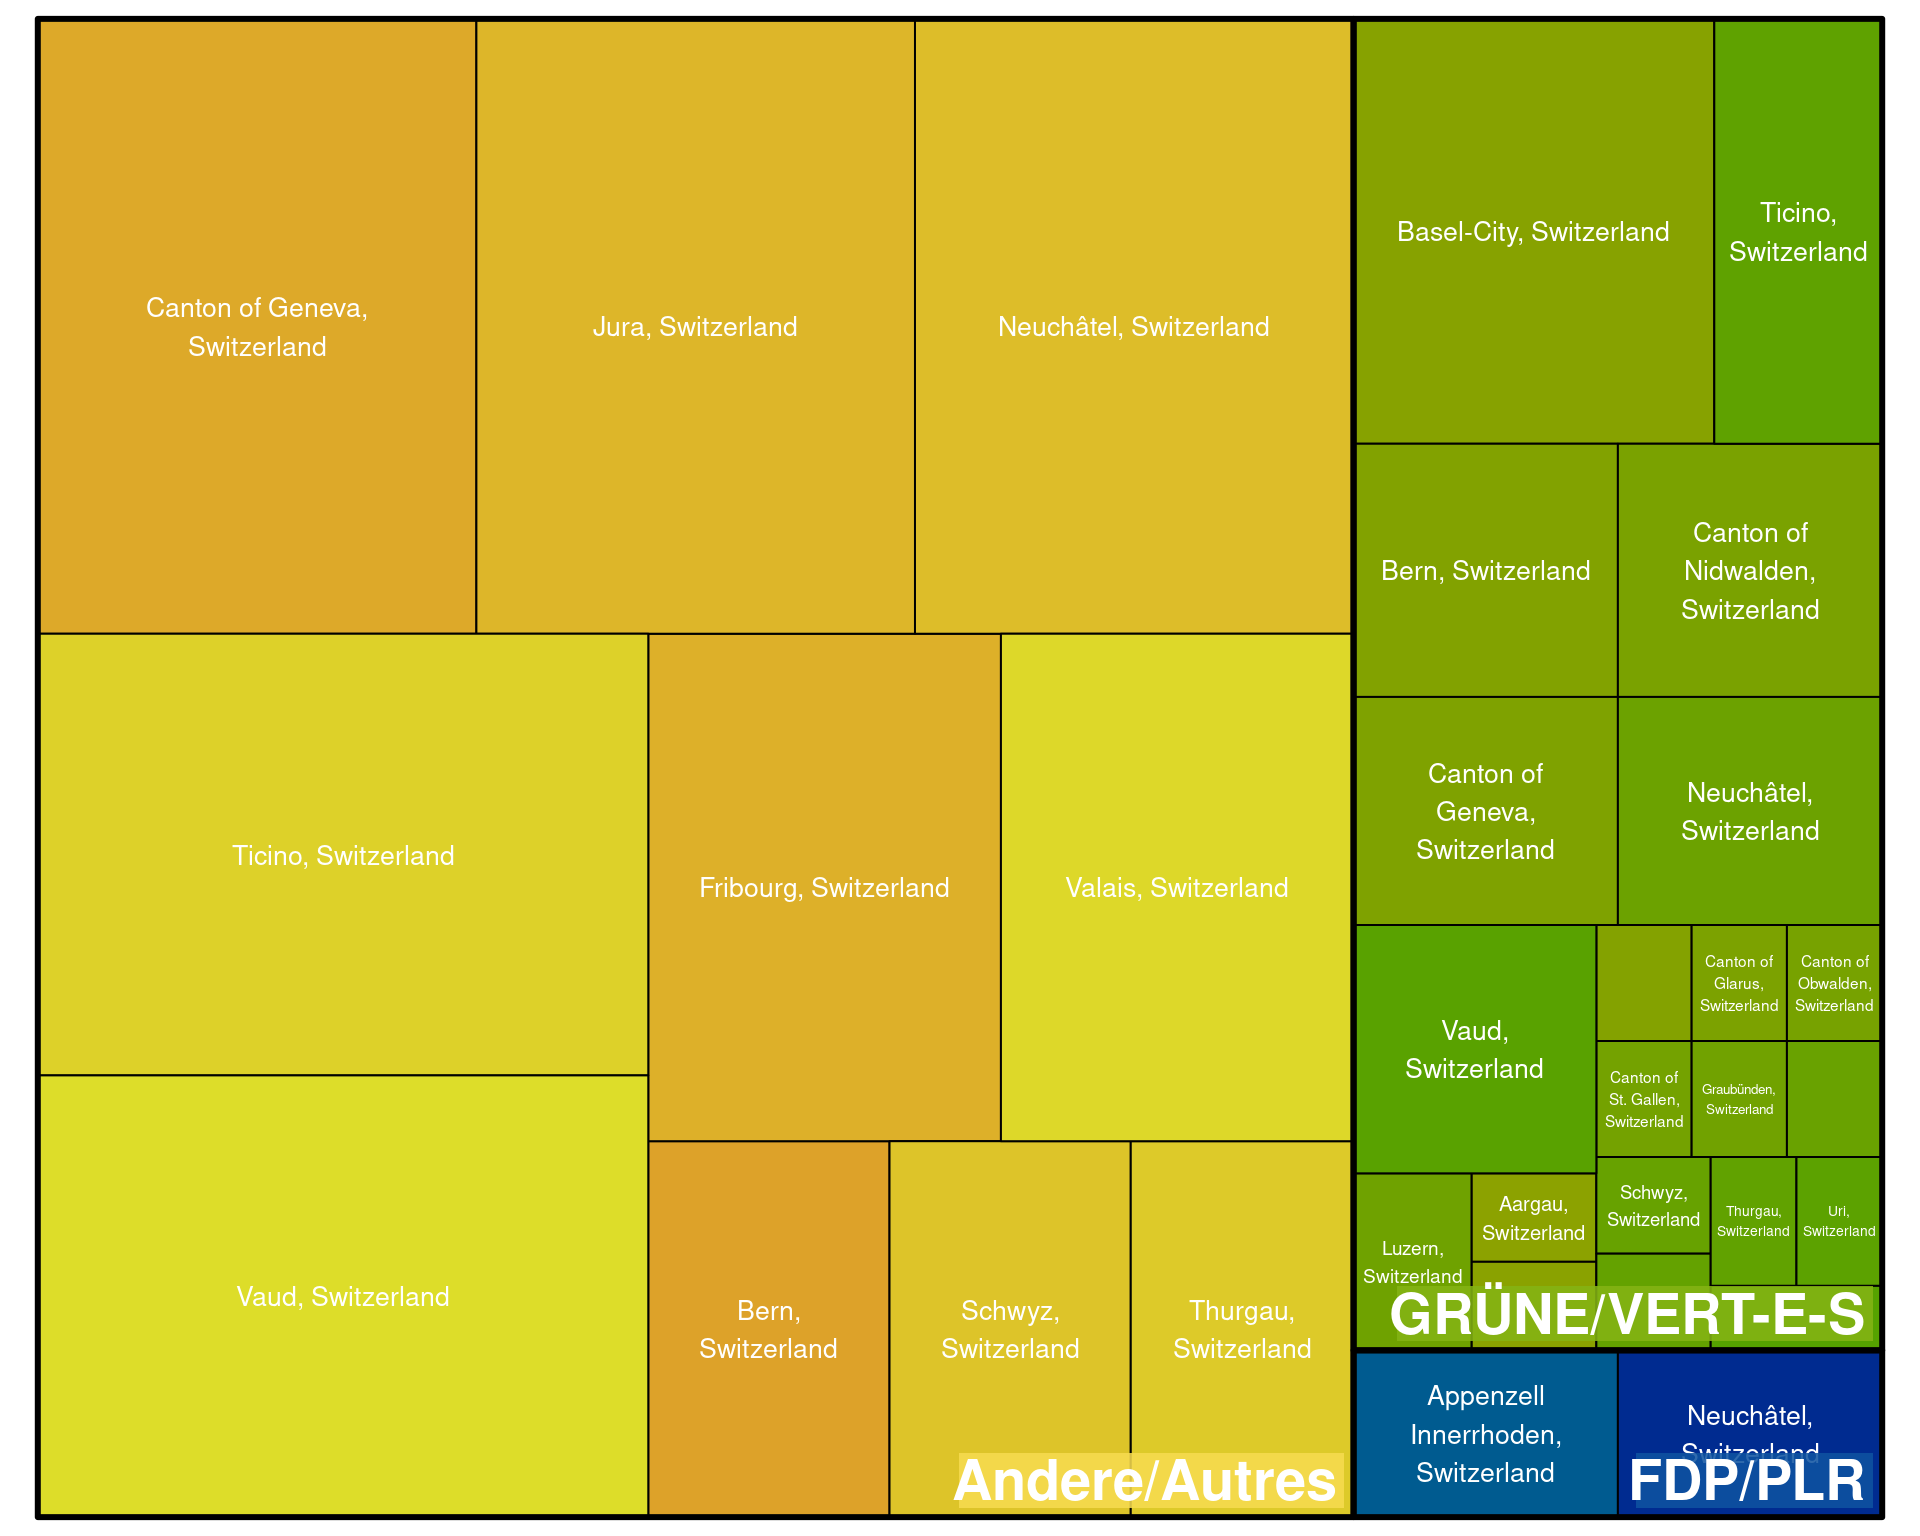 Canton of Geneva,
Switzerland
Jura, Switzerland
Neuchâtel, Switzerland
Ticino, Switzerland
Fribourg, Switzerland
Valais, Switzerland
Vaud, Switzerland
Bern,
Switzerland
Schwyz,
Switzerland
Thurgau,
Switzerland
Andere/Autres
Basel-City, Switzerland
Ticino,
Switzerland
Bern, Switzerland
Canton of
Nidwalden,
Switzerland
Canton of
Geneva,
Switzerland
Neuchâtel,
Switzerland
Vaud,
Switzerland
Canton of
Glarus,
Switzerland
Canton of
Obwalden,
Switzerland
Canton of
St. Gallen,
Switzerland
Graubünden,
Switzerland
Luzern,
Switzerland
Aargau,
Switzerland
Schwyz,
Switzerland
Thurgau,
Switzerland
Uri,
Switzerland
GRÜNE/VERT-E-S
Appenzell
Innerrhoden,
Switzerland
Neuchâtel,
Switzerland
FDP/PLR